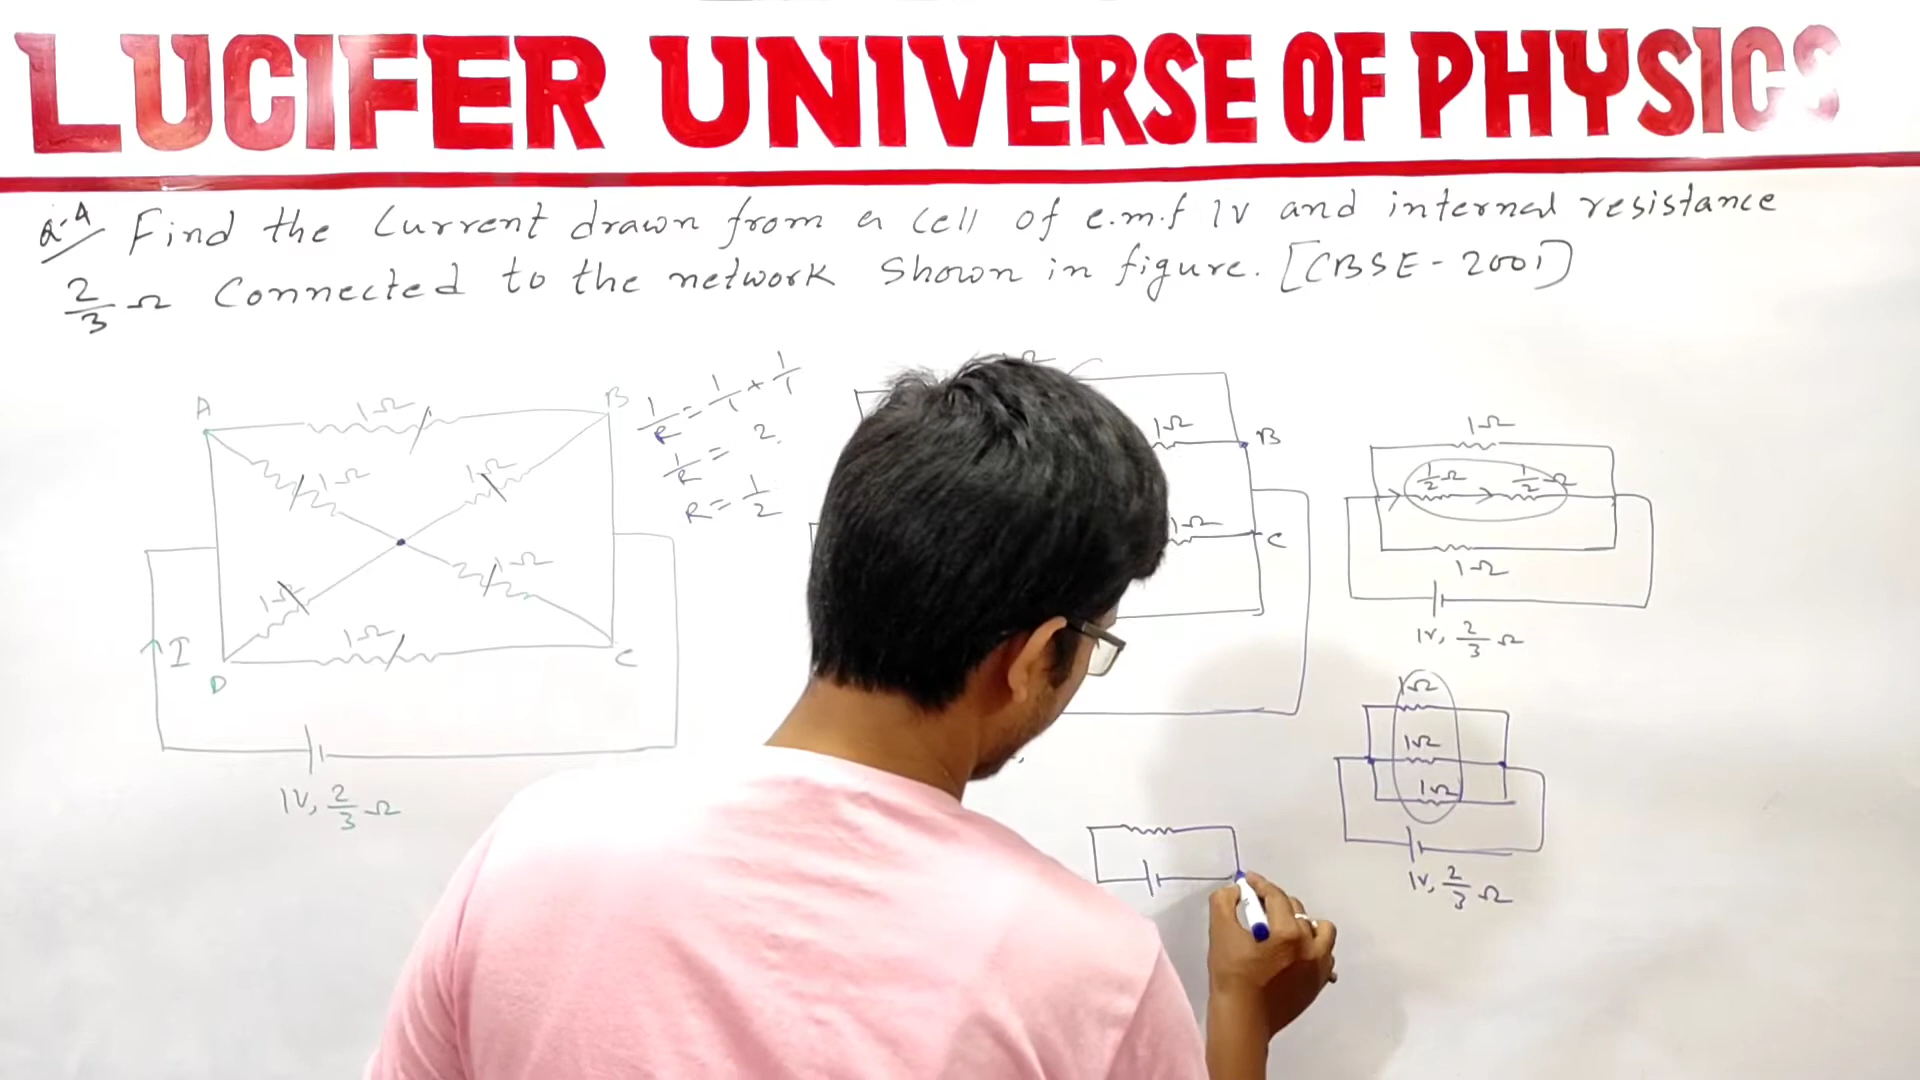 LUCIFER UNIVERSE OF PHYSICS
Q-4 Find the Current drawn from a Cell of e.m.f 1V and internal resistance
2/3 Ω Connected to the network Shown in figure. [CBSE-2001]
A
1Ω
B
1Ω
1Ω
1Ω
1Ω
1Ω
D
C
I
1V, 2/3 Ω
1/R = 1/1 + 1/1
1/R = 2
R = 1/2
1Ω
B
1Ω
C
1Ω
1/2 Ω
1/2 Ω
1Ω
1V, 2/3 Ω
1Ω
1Ω
1Ω
1V, 2/3 Ω